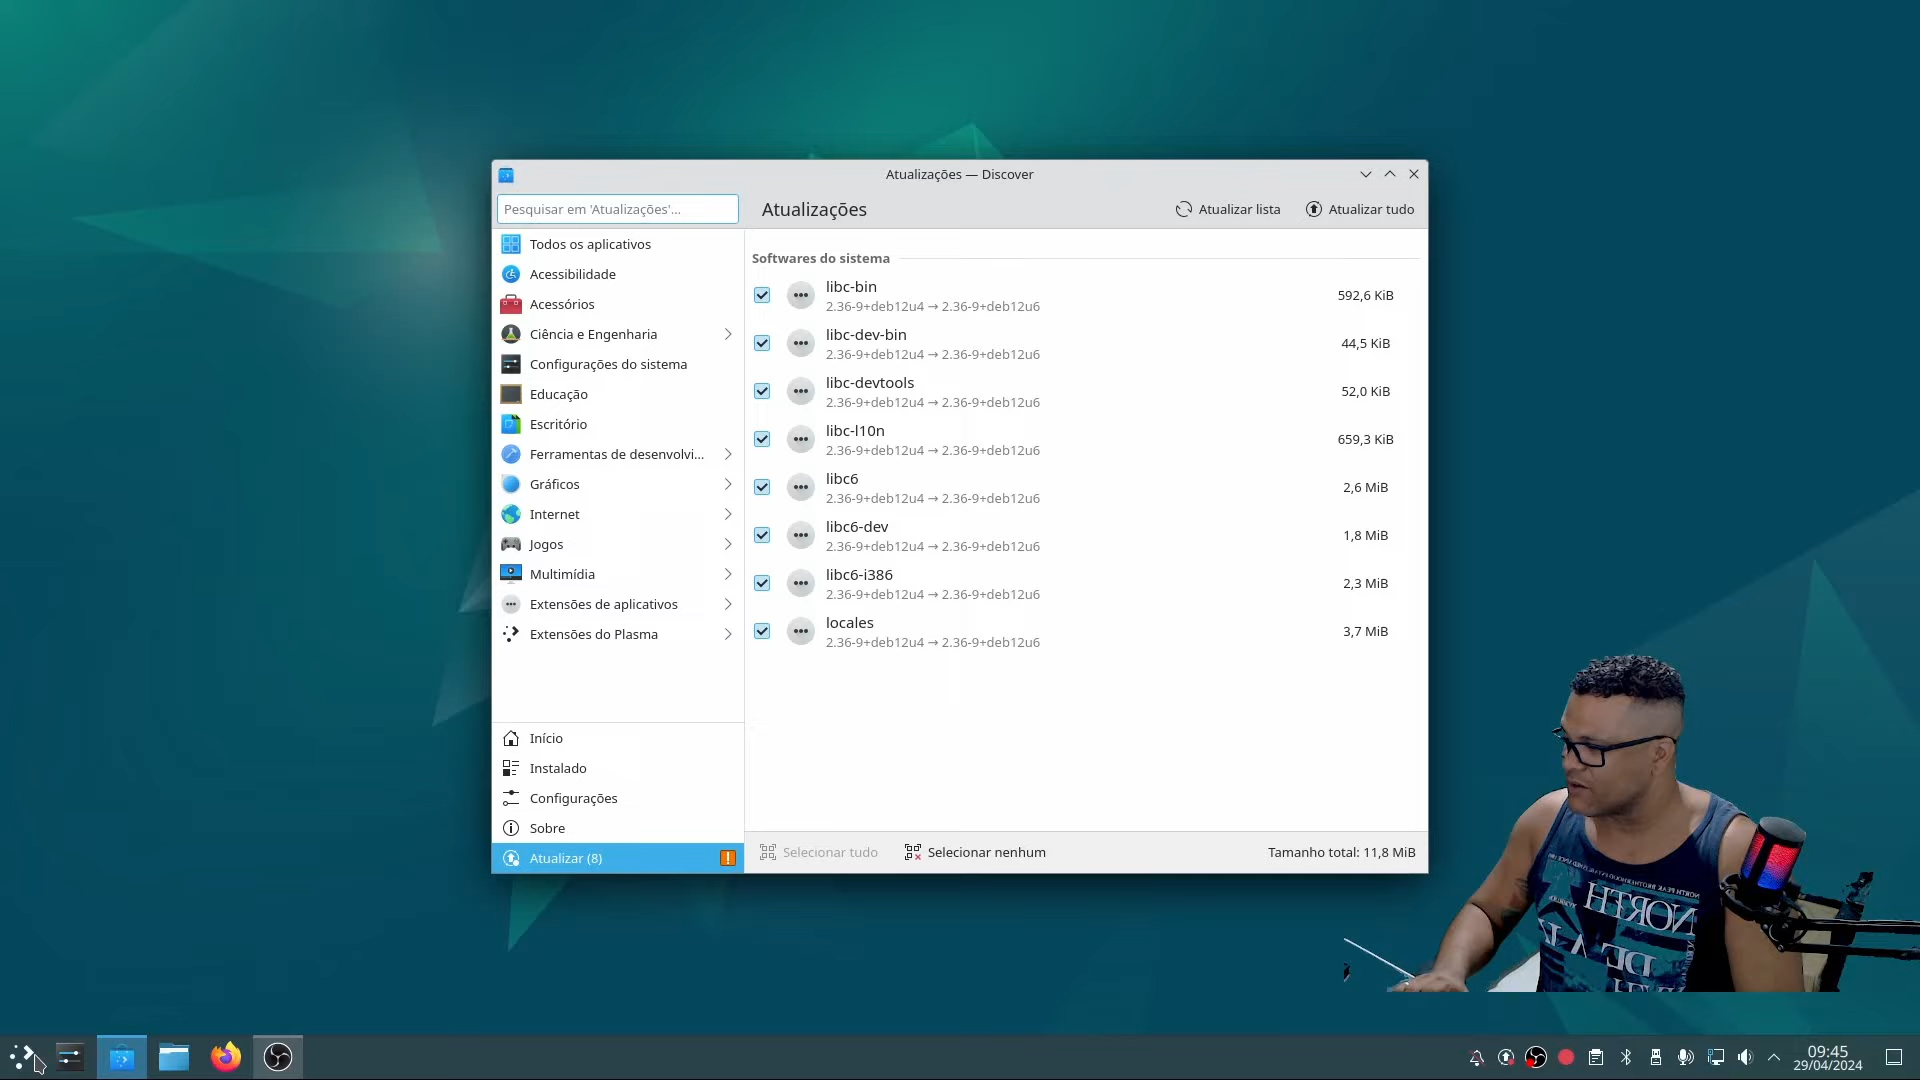 Atualizações — Discover
Pesquisar em 'Atualizações'...
Atualizações
Atualizar lista
Atualizar tudo
Todos os aplicativos
Acessibilidade
Acessórios
Ciência e Engenharia
Configurações do sistema
Educação
Escritório
Ferramentas de desenvolvi...
Gráficos
Internet
Jogos
Multimídia
Extensões de aplicativos
Extensões do Plasma
Início
Instalado
Configurações
Sobre
Atualizar (8)
Softwares do sistema
libc-bin
2.36-9+deb12u4 → 2.36-9+deb12u6
592,6 KiB
libc-dev-bin
2.36-9+deb12u4 → 2.36-9+deb12u6
44,5 KiB
libc-devtools
2.36-9+deb12u4 → 2.36-9+deb12u6
52,0 KiB
libc-l10n
2.36-9+deb12u4 → 2.36-9+deb12u6
659,3 KiB
libc6
2.36-9+deb12u4 → 2.36-9+deb12u6
2,6 MiB
libc6-dev
2.36-9+deb12u4 → 2.36-9+deb12u6
1,8 MiB
libc6-i386
2.36-9+deb12u4 → 2.36-9+deb12u6
2,3 MiB
locales
2.36-9+deb12u4 → 2.36-9+deb12u6
3,7 MiB
Selecionar tudo
Selecionar nenhum
Tamanho total: 11,8 MiB
NORTH
09:45
29/04/2024